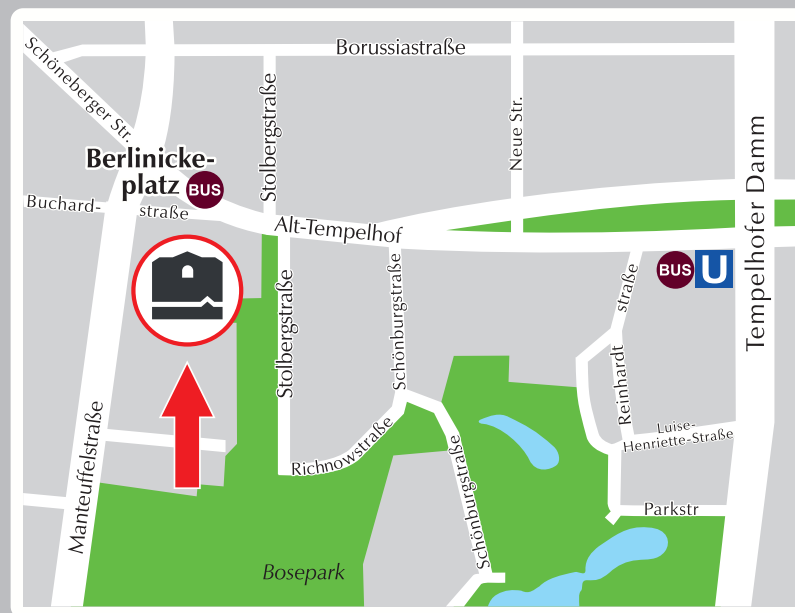 Borussiastraße
Schöneberger Str.
Stolbergstraße
Neue Str.
Tempelhofer Damm
Berlinicke-
platz BUS
Buchard- straße
Alt-Tempelhof
BUS U
Stolbergstraße
Schönburgstraße
Reinhardt
straße
Luise-
Henriette-Straße
Manteuffelstraße
Richnowstraße
Schönburgstraße
Parkstr
Bosepark